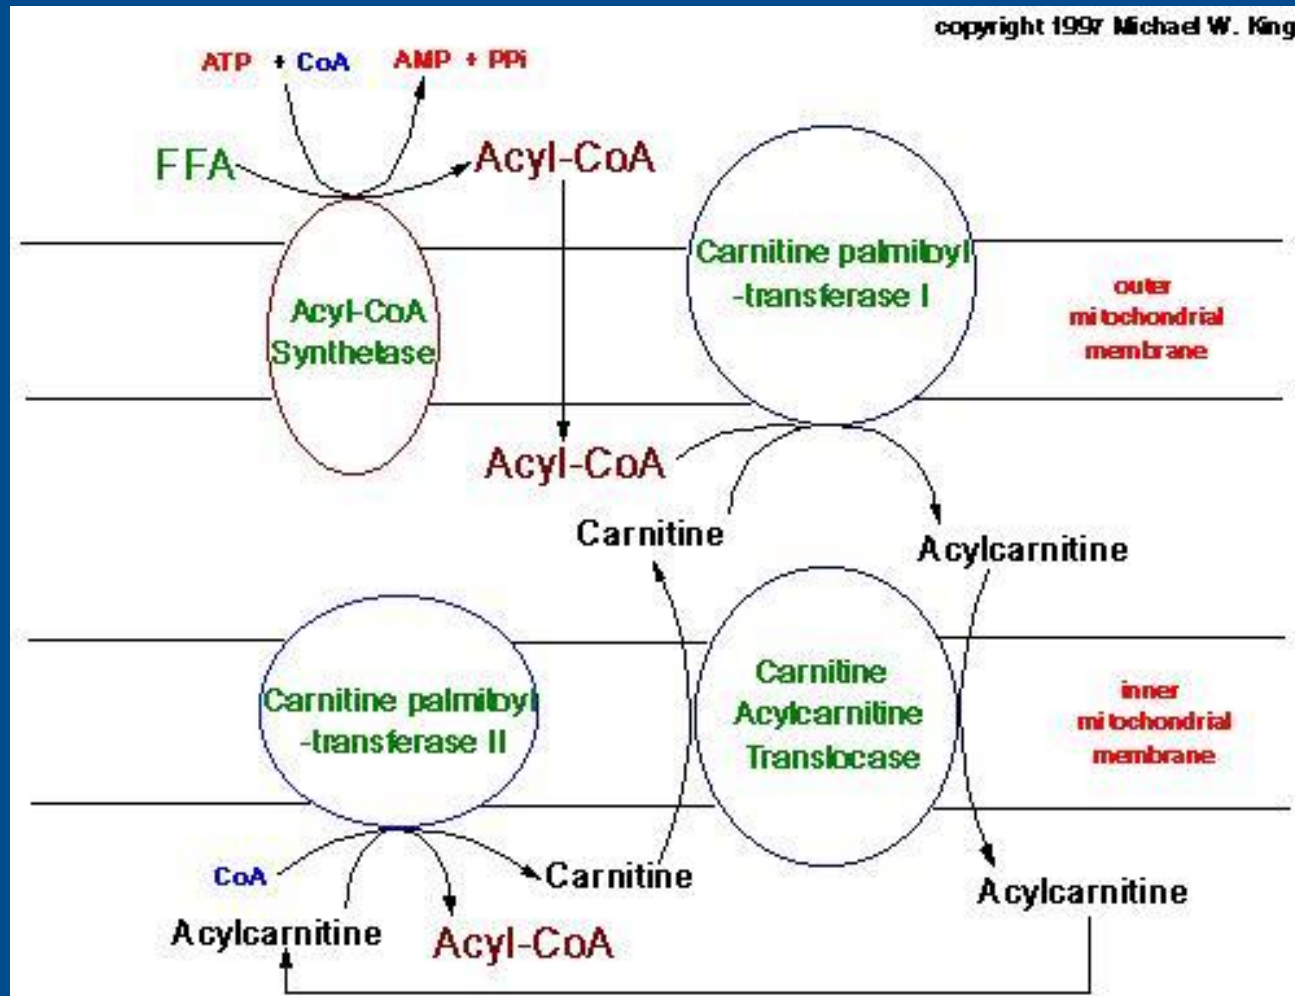 copyright 1997 Michael W. King
ATP + CoA
AMP + PPi
FFA
Acyl-CoA
Carnitine palmitoyl
-transferase I
outer
mitochondrial
membrane
Acyl-CoA
Synthetase
Acyl-CoA
Carnitine
Acylcarnitine
Carnitine palmitoyl
-transferase II
Carnitine
Acylcarnitine
Translocase
inner
mitochondrial
membrane
CoA
Carnitine
Acylcarnitine
Acylcarnitine
Acyl-CoA